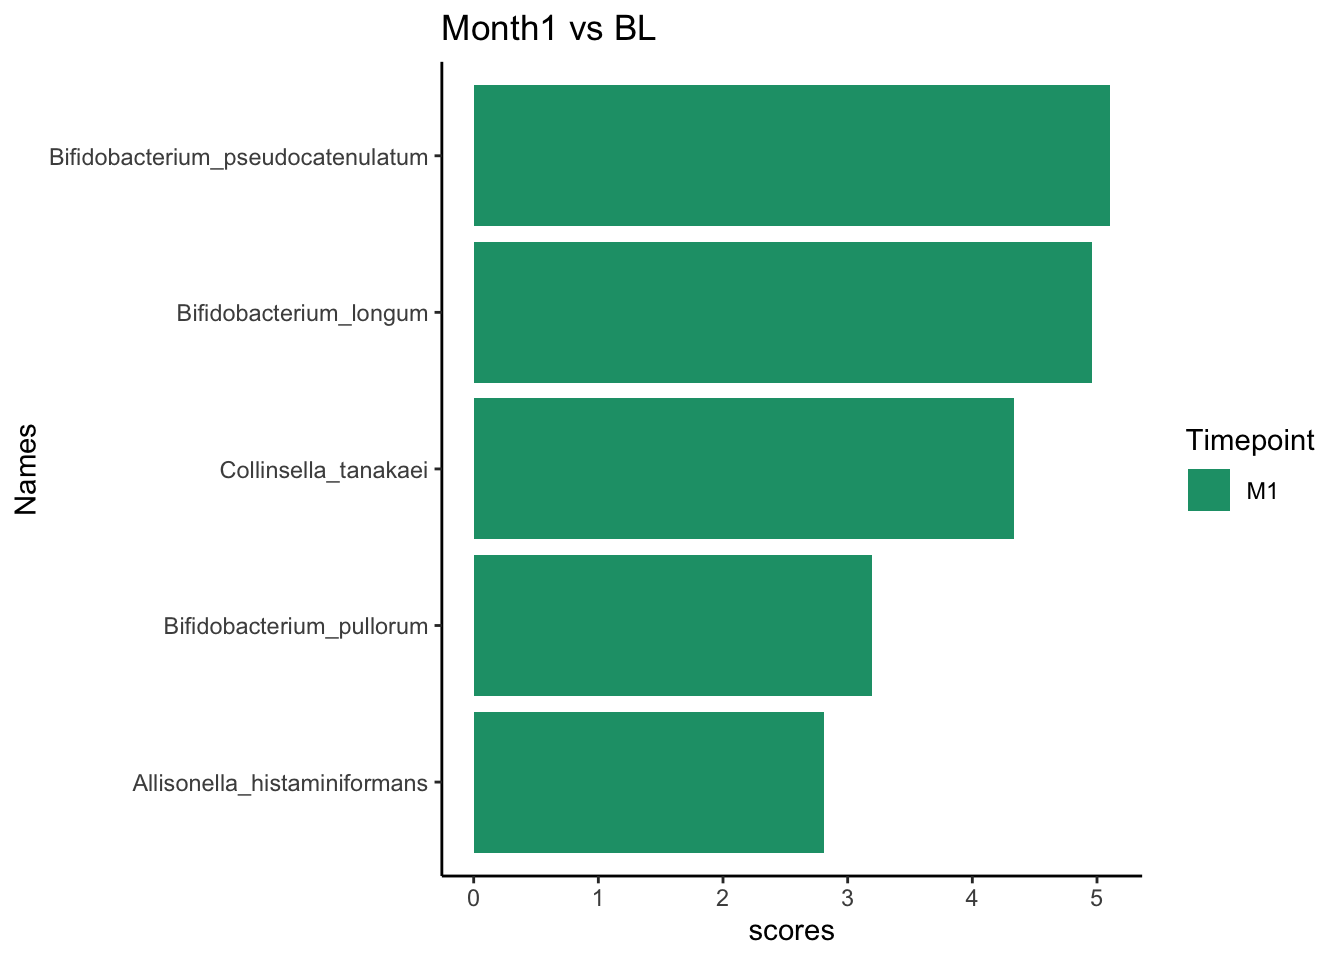 Month1 vs BL
Names
Bifidobacterium_pseudocatenulatum
Bifidobacterium_longum
Collinsella_tanakaei
Bifidobacterium_pullorum
Allisonella_histaminiformans
0 1 2 3 4 5
scores
Timepoint
M1